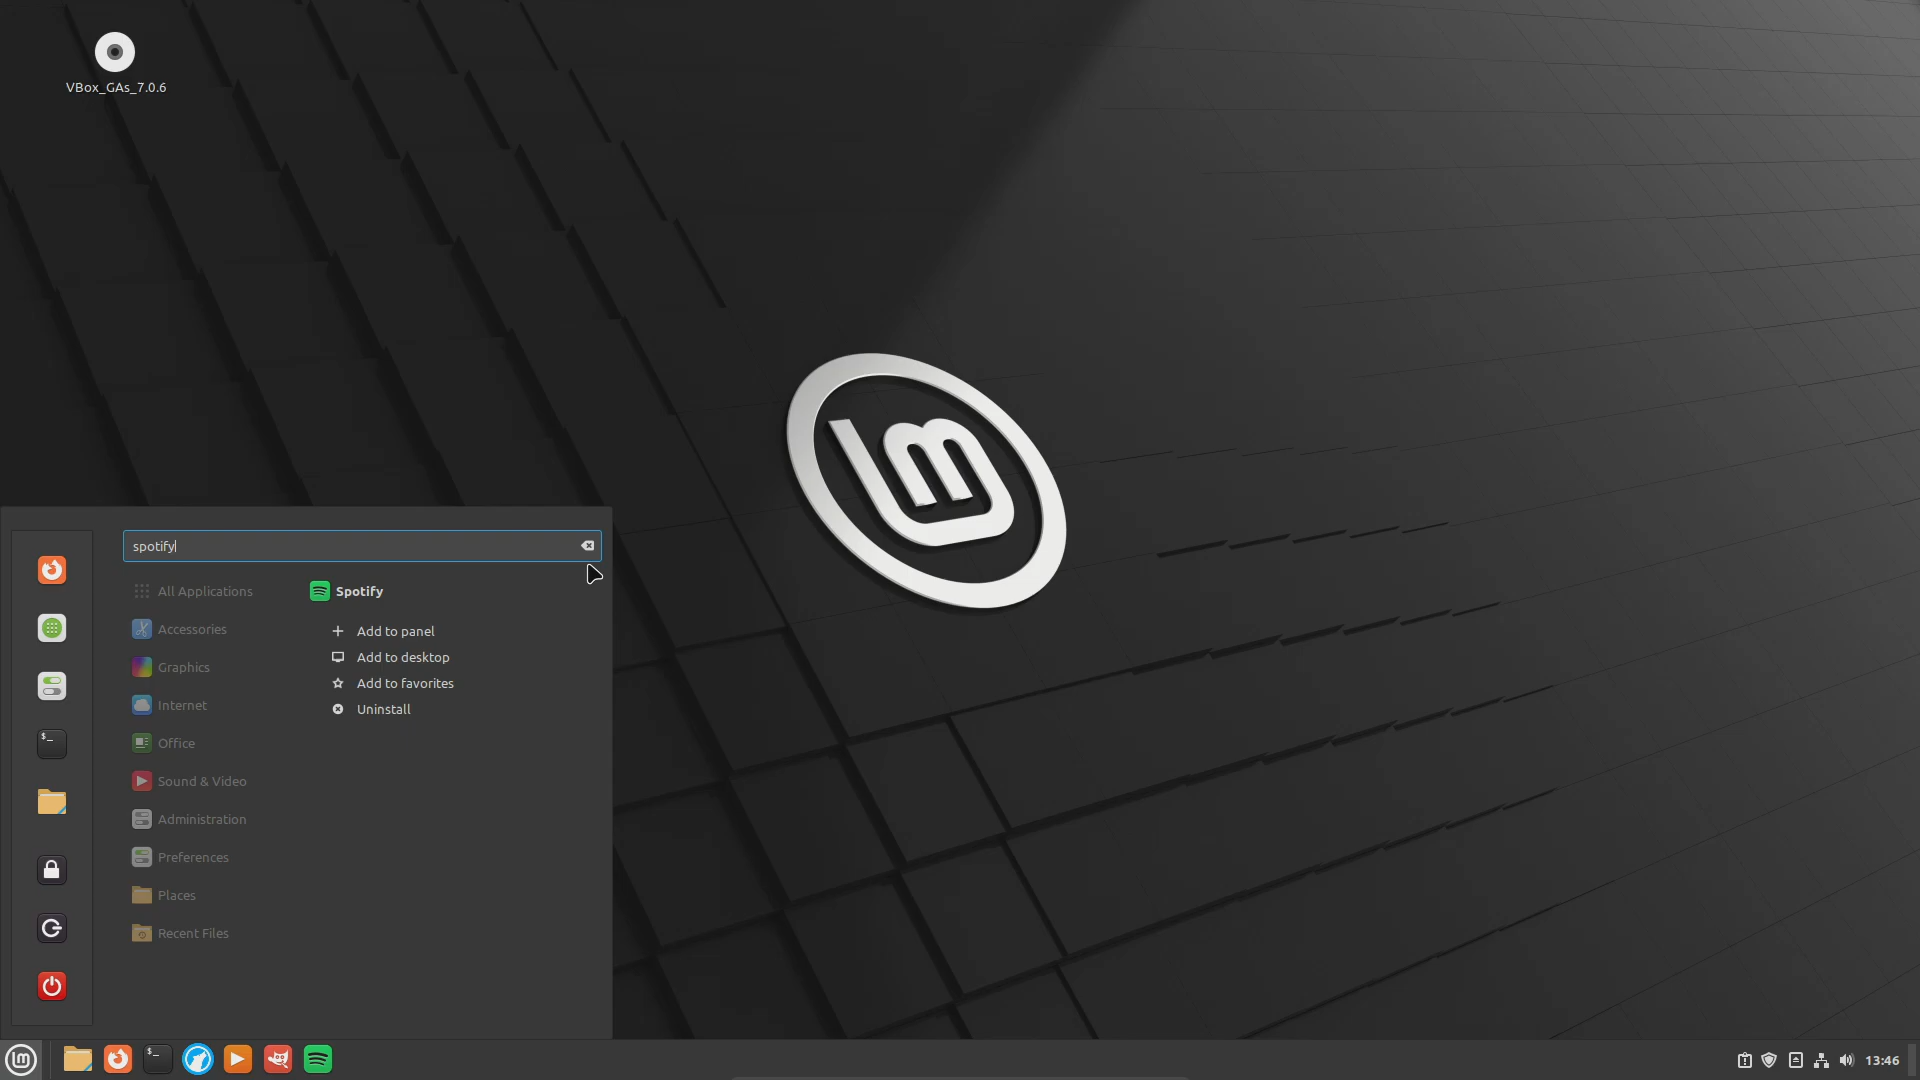 VBox_GAs_7.0.6
spotify
All Applications
Spotify
Accessories
Add to panel
Graphics
Add to desktop
Add to favorites
Internet
Uninstall
Office
Sound & Video
Administration
Preferences
Places
Recent Files
13:46